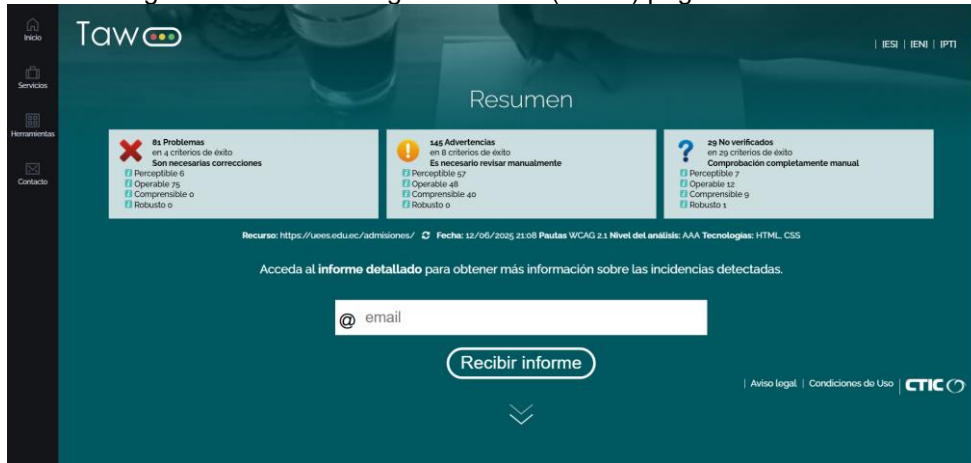 Inicio
Servicios
Herramientas
Contacto
Taw
| [ES] | [EN] | [PT]
Resumen
81 Problemas
en 4 criterios de éxito
Son necesarias correcciones
Perceptible 6
Operable 75
Comprensible 0
Robusto 0
145 Advertencias
en 8 criterios de éxito
Es necesario revisar manualmente
Perceptible 57
Operable 48
Comprensible 40
Robusto 0
29 No verificados
en 29 criterios de éxito
Comprobación completamente manual
Perceptible 7
Operable 12
Comprensible 9
Robusto 1
Recurso: https://uees.edu.ec/admisiones/ Fecha: 12/06/2025 21:08 Pautas WCAG 2.1 Nivel del análisis: AAA Tecnologías: HTML, CSS
Acceda al informe detallado para obtener más información sobre las incidencias detectadas.
@ email
Recibir informe
| Aviso legal | Condiciones de Uso | CTIC